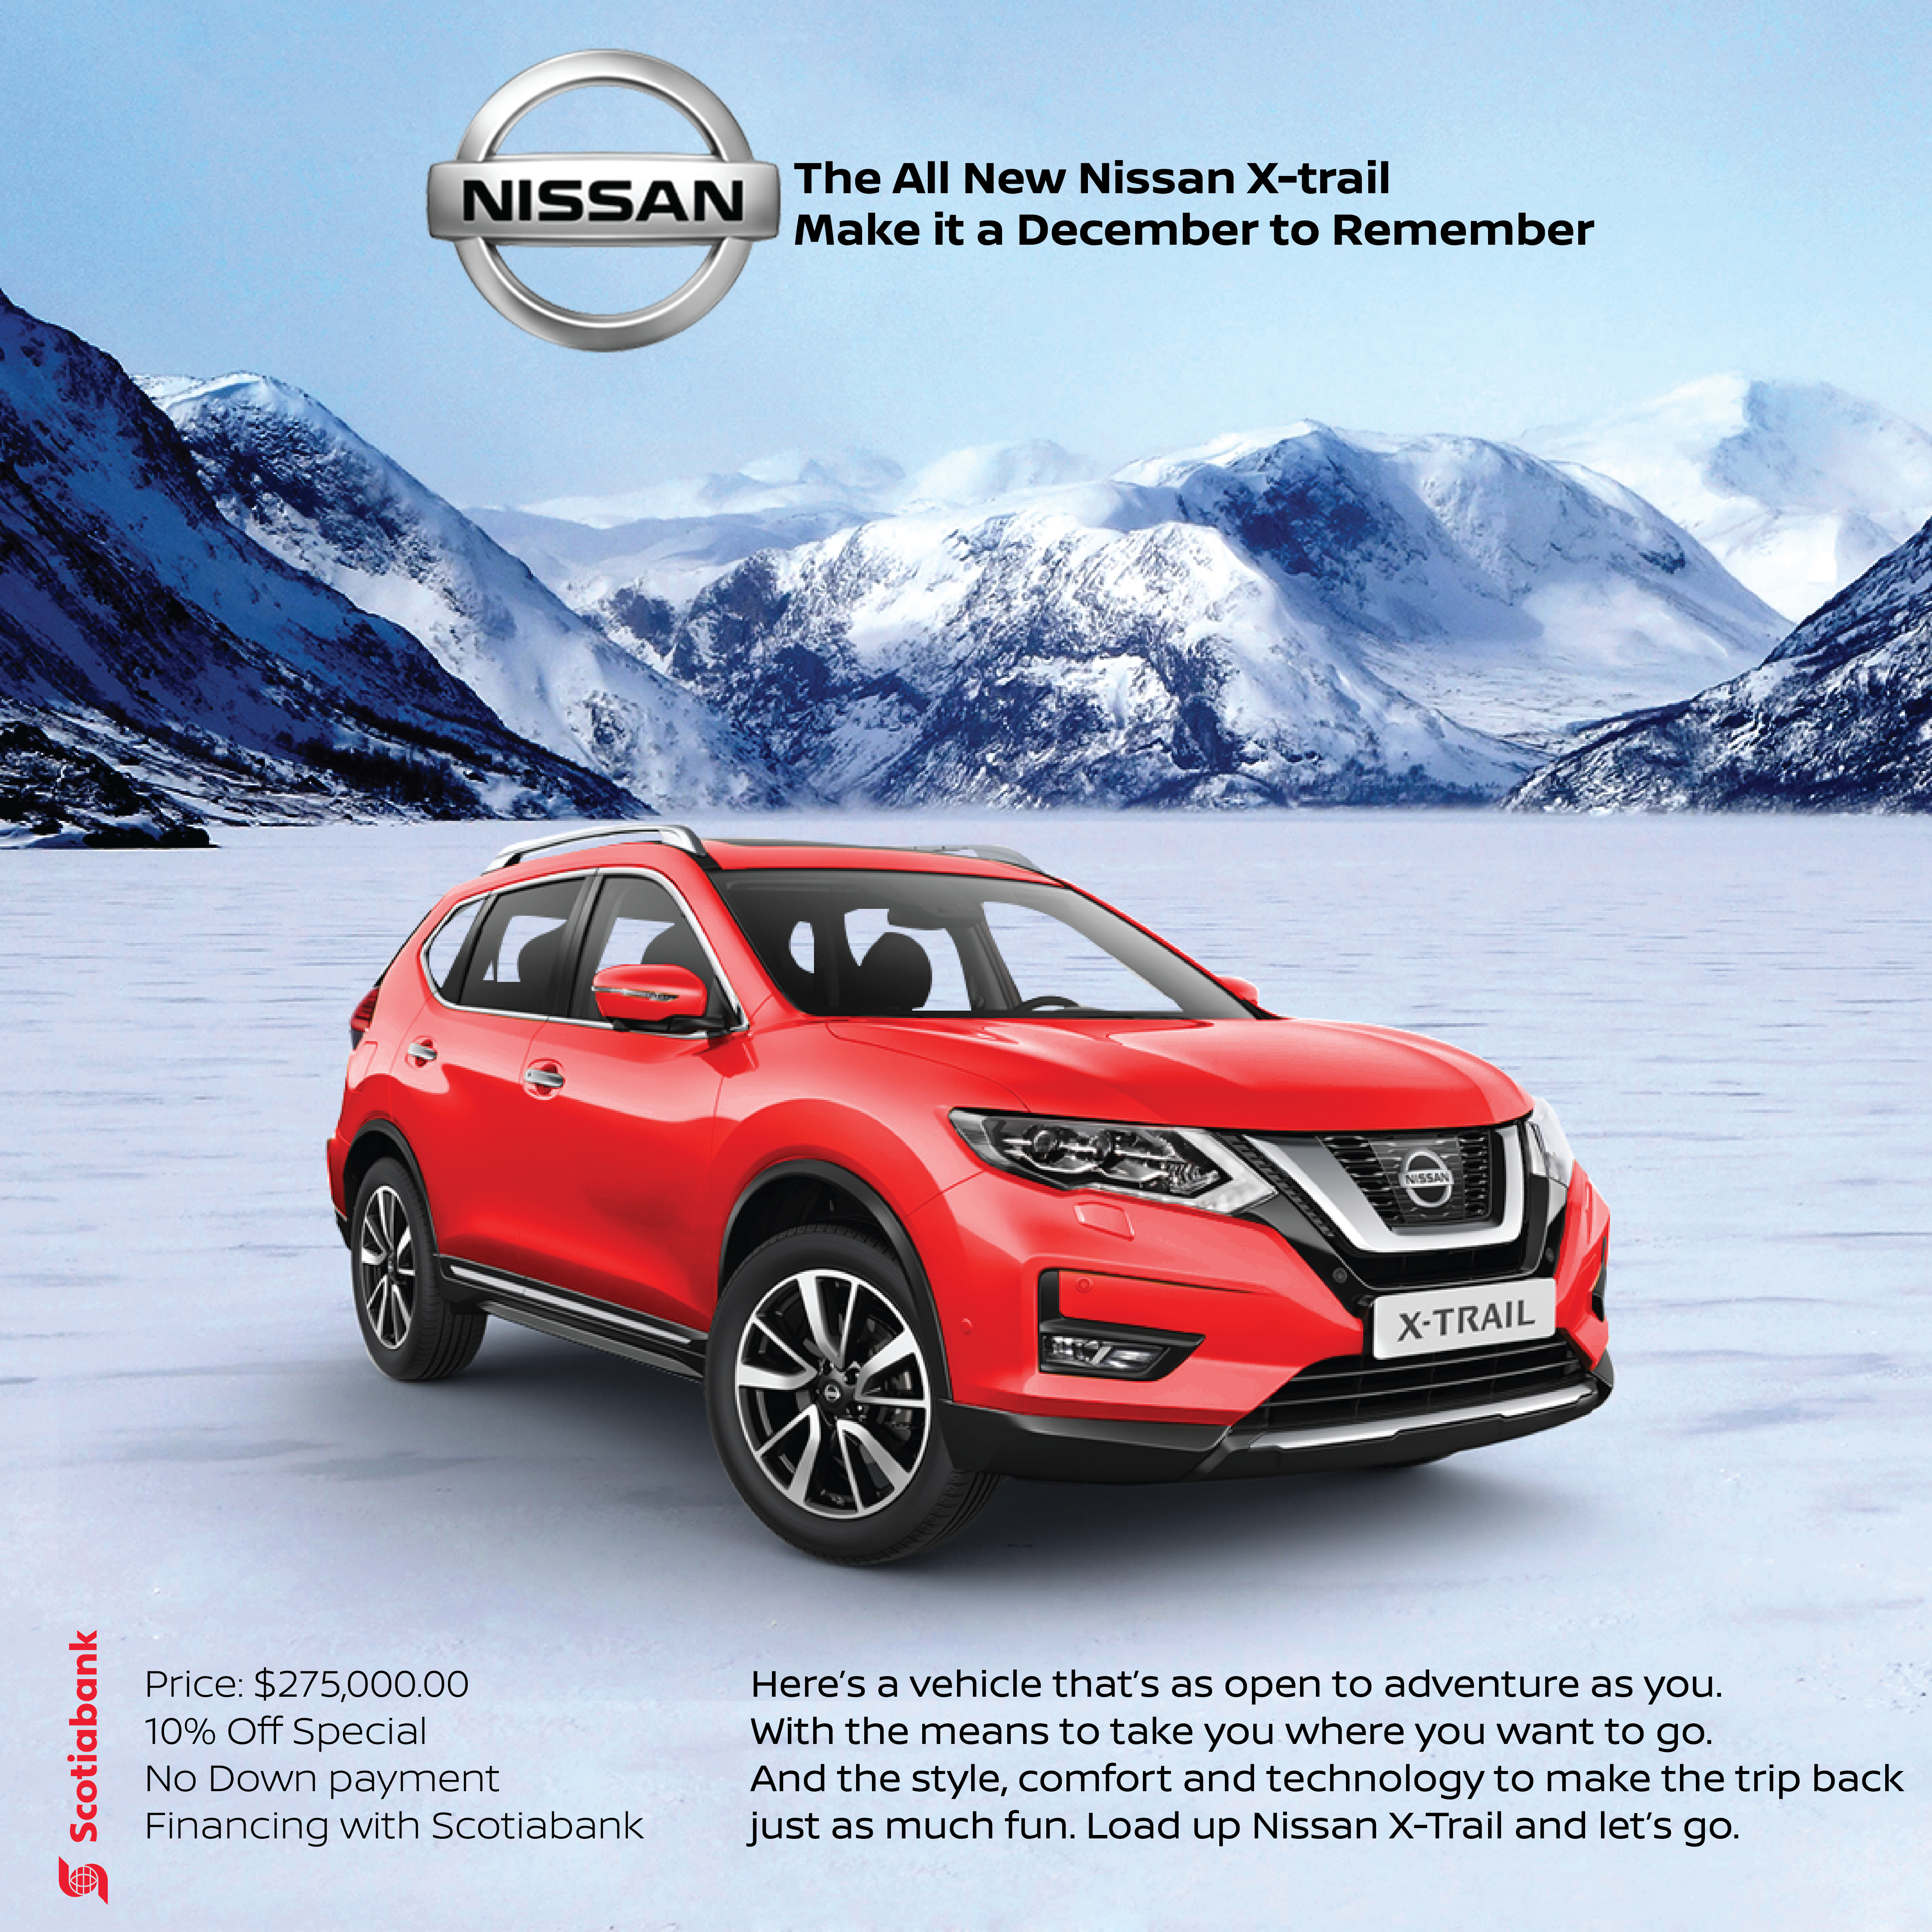 NISSAN
The All New Nissan X-trail
Make it a December to Remember
NISSAN
X-TRAIL
Scotiabank
Price: $275,000.00
10% Off Special
No Down payment
Financing with Scotiabank
Here's a vehicle that's as open to adventure as you.
With the means to take you where you want to go.
And the style, comfort and technology to make the trip back
just as much fun. Load up Nissan X-Trail and let's go.